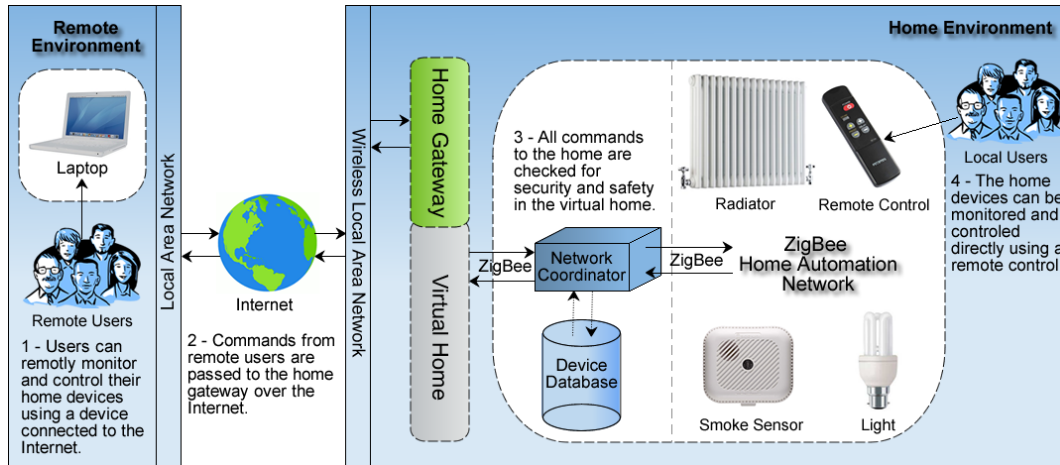 Remote
Environment
Laptop
Remote Users
1 - Users can
remotly monitor
and control their
home devices
using a device
connected to the
Internet.
Local Area Network
Internet
2 - Commands from
remote users are
passed to the home
gateway over the
Internet.
Wireless Local Area Network
Home Gateway
Virtual Home
Home Environment
3 - All commands
to the home are
checked for
security and safety
in the virtual home.
Radiator
Remote Control
Local Users
4 - The home
devices can be
monitored and
controled
directly using a
remote control
ZigBee
Network
Coordinator
ZigBee
ZigBee
Home Automation
Network
Device
Database
Smoke Sensor
Light